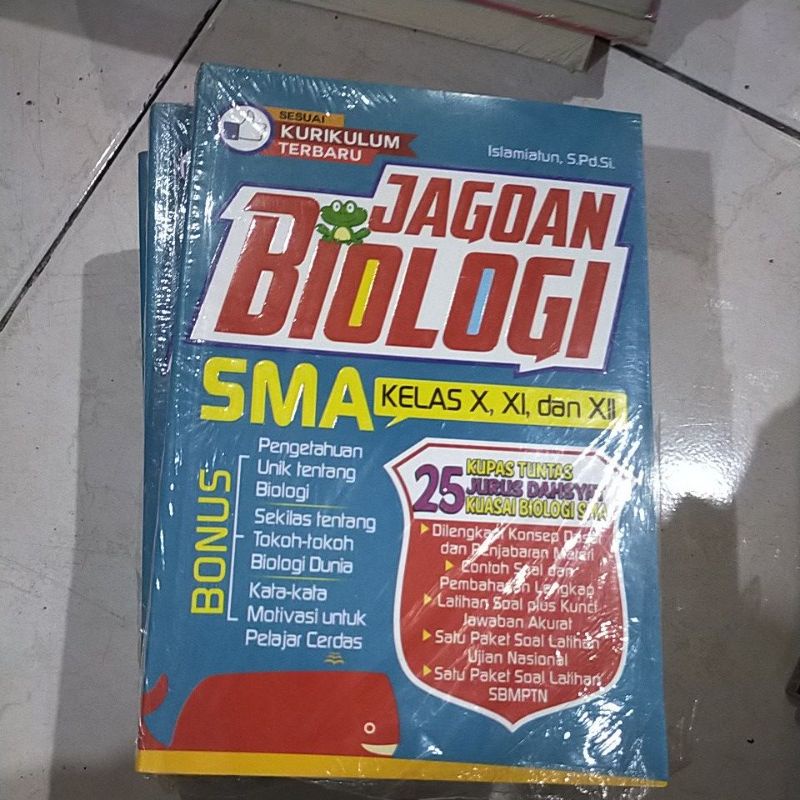 SESUAI
KURIKULUM
TERBARU
Islamiatun, S.Pd.Si.
JAGOAN
BIOLOGI
SMA
KELAS X, XI, dan XII
BONUS
Pengetahuan
Unik tentang
Biologi
Sekilas tentang
Tokoh-tokoh
Biologi Dunia
Kata-kata
Motivasi untuk
Pelajar Cerdas
25
KUPAS TUNTAS
JURUS DAHSYAT
KUASAI BIOLOGI SMA
Dilengkapi Konsep Dasar
dan Penjabaran Materi
Contoh Soal dan
Pembahasan Lengkap
Latihan Soal plus Kunci
Jawaban Akurat
Satu Paket Soal Latihan
Ujian Nasional
Satu Paket Soal Latihan
SBMPTN